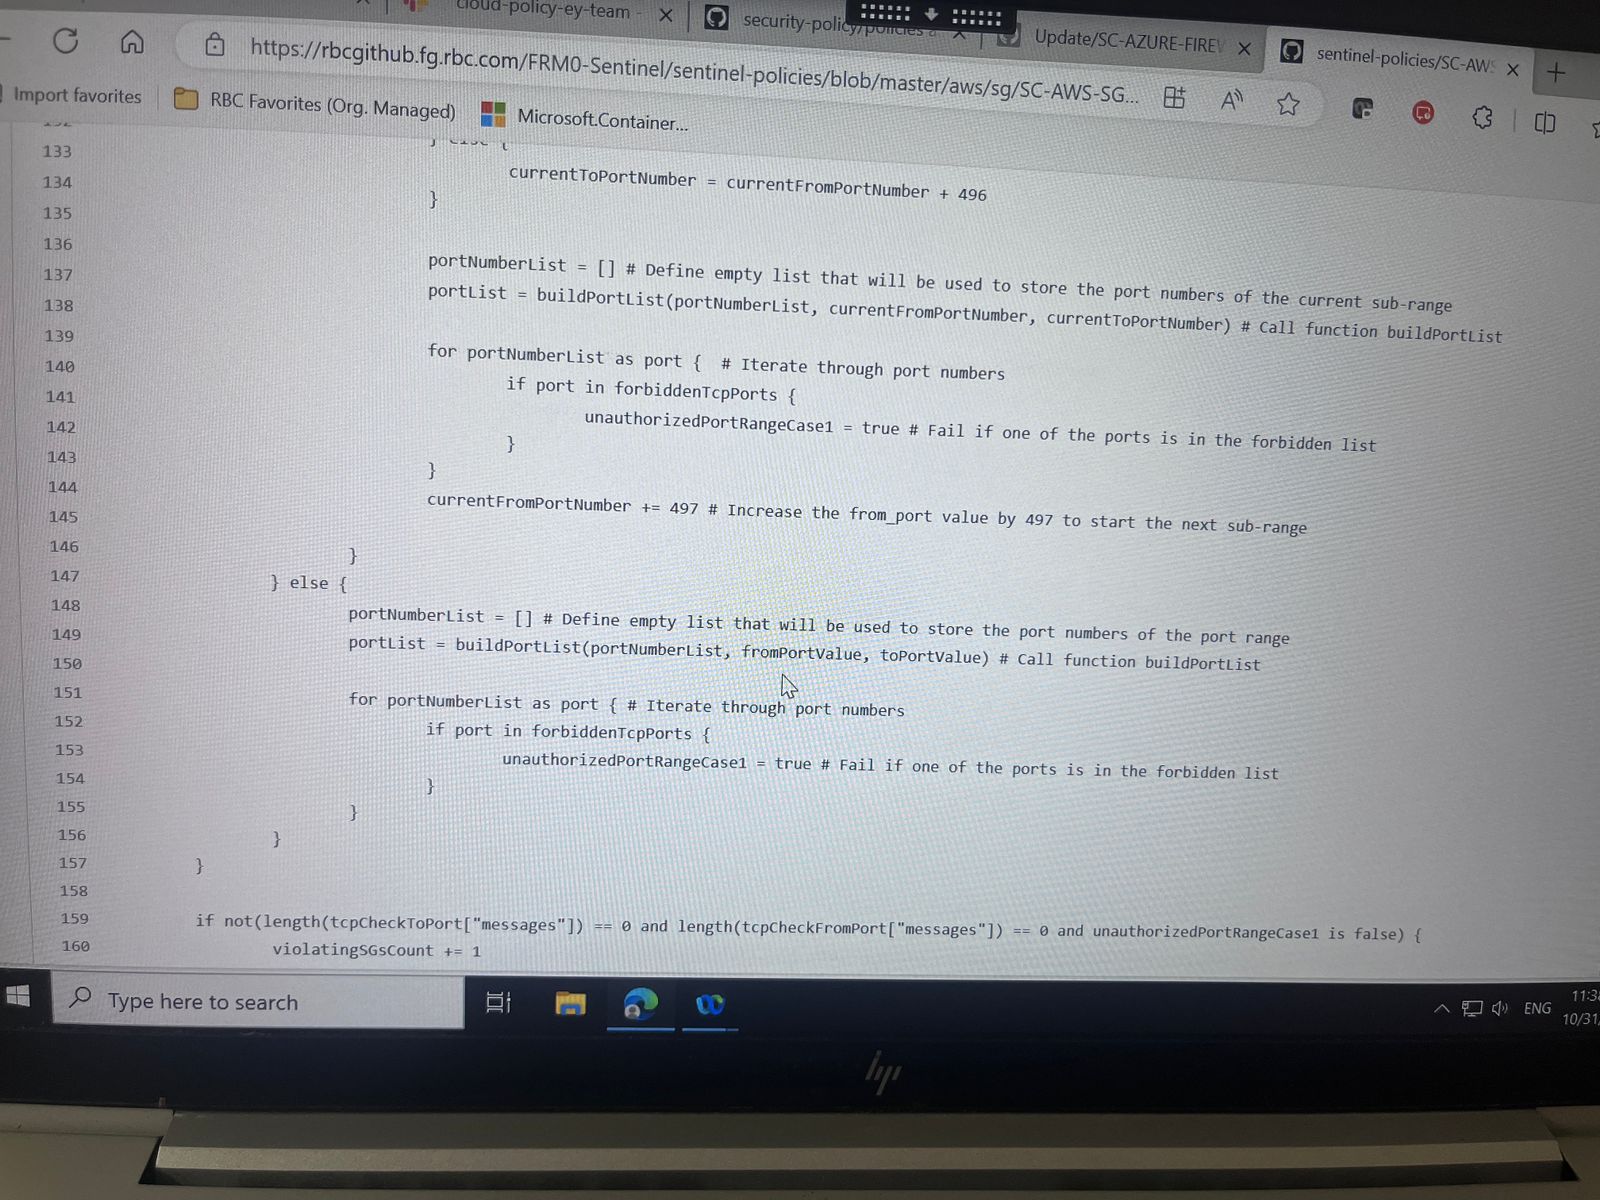 cloud-policy-ey-team -
security-policy/policies a
Update/SC-AZURE-FIREV
sentinel-policies/SC-AWS
https://rbcgithub.fg.rbc.com/FRM0-Sentinel/sentinel-policies/blob/master/aws/sg/SC-AWS-SG...
Import favorites
RBC Favorites (Org. Managed)
Microsoft.Container...
133 } else {
134 currentToPortNumber = currentFromPortNumber + 496
135 }
136
137 portNumberList = [] # Define empty list that will be used to store the port numbers of the current sub-range
138 portList = buildPortList(portNumberList, currentFromPortNumber, currentToPortNumber) # Call function buildPortList
139
140 for portNumberList as port { # Iterate through port numbers
141 if port in forbiddenTcpPorts {
142 unauthorizedPortRangeCase1 = true # Fail if one of the ports is in the forbidden list
143 }
144 }
145 currentFromPortNumber += 497 # Increase the from_port value by 497 to start the next sub-range
146 }
147 } else {
148 portNumberList = [] # Define empty list that will be used to store the port numbers of the port range
149 portList = buildPortList(portNumberList, fromPortValue, toPortValue) # Call function buildPortList
150
151 for portNumberList as port { # Iterate through port numbers
152 if port in forbiddenTcpPorts {
153 unauthorizedPortRangeCase1 = true # Fail if one of the ports is in the forbidden list
154 }
155 }
156 }
157 }
158
159 if not(length(tcpCheckToPort["messages"]) == 0 and length(tcpCheckFromPort["messages"]) == 0 and unauthorizedPortRangeCase1 is false) {
160 violatingSGsCount += 1
Type here to search
ENG
11:3
10/31
hp